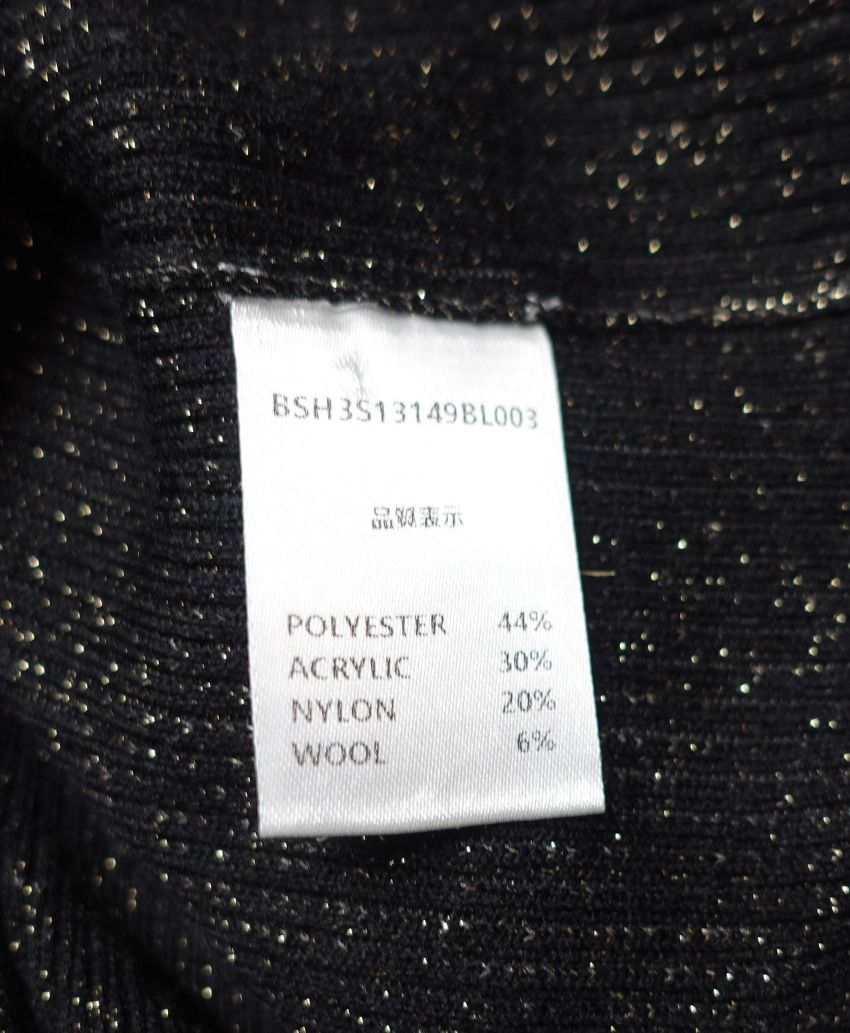 BSH3S13149BL003
品質表示
POLYESTER 44%
ACRYLIC 30%
NYLON 20%
WOOL 6%